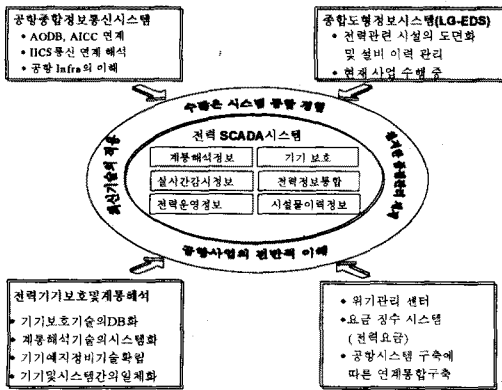 공항종합정보통신시스템
• AODB, AICC 연계
• IICS통신 연계 해석
• 공항 Infra의 이해
종합도형정보시스템(LG-EDS)
• 전력관련 시설의 도면화
및 설비 이력 관리
• 현재 사업 수행 중
수많은 시스템 통합 경험
최신기술의 적용
전력 SCADA시스템
계통해석정보
기기 보호
실시간감시정보
전력정보통합
전력운영정보
시설물이력정보
공항사업의 전반적 이해
전력기기보호및계통해석
• 기기보호기술의DB화
• 계통해석기술의시스템화
• 기기예지정비기술확립
• 기기및시스템간의일체화
• 위기관리 센터
• 요금 징수 시스템
(전력요금)
• 공항시스템 구축에
따른 연계통합구축